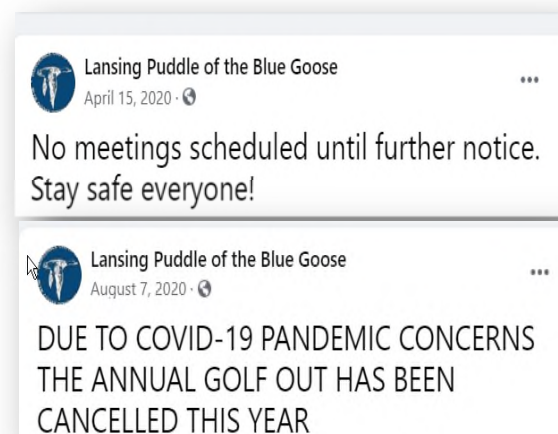 Lansing Puddle of the Blue Goose
April 15, 2020 ·
No meetings scheduled until further notice.
Stay safe everyone!
Lansing Puddle of the Blue Goose
August 7, 2020 ·
DUE TO COVID-19 PANDEMIC CONCERNS
THE ANNUAL GOLF OUT HAS BEEN
CANCELLED THIS YEAR